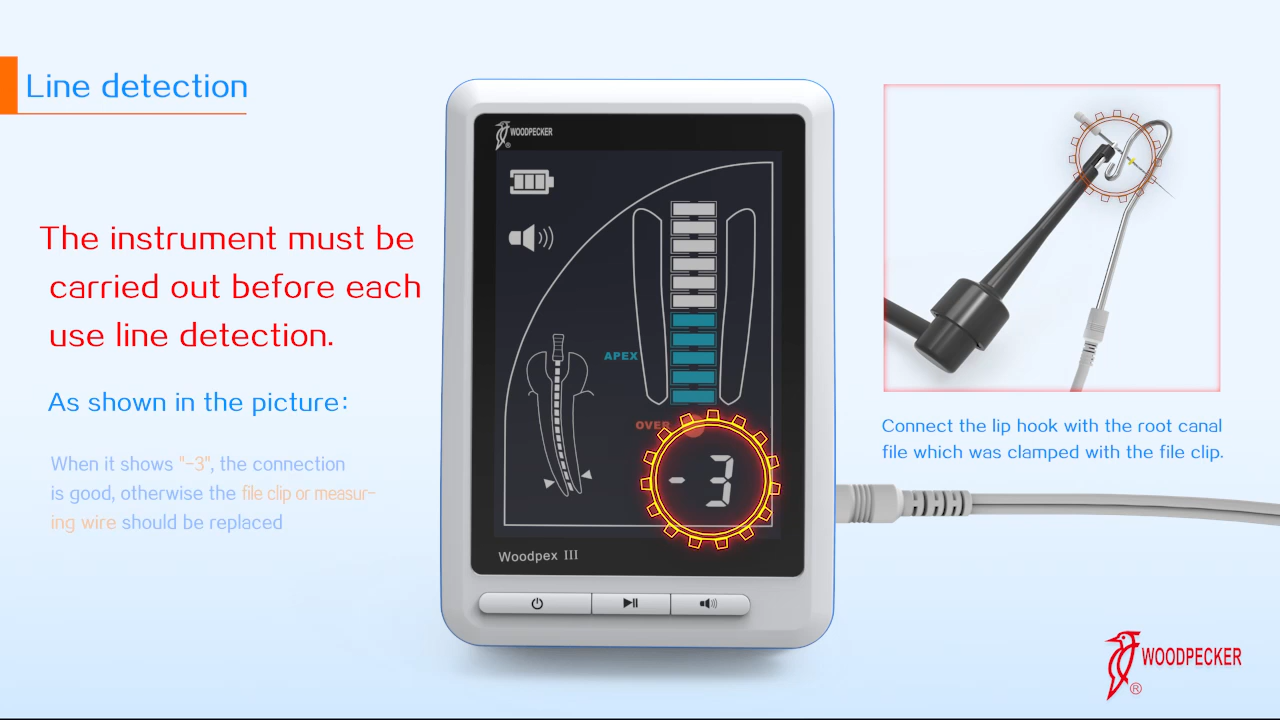 Line detection
The instrument must be
carried out before each
use line detection.
As shown in the picture:
When it shows "-3", the connection
is good, otherwise the file clip or measur-
ing wire should be replaced
WOODPECKER
®
APEX
OVER
- 3
Woodpex III
Connect the lip hook with the root canal
file which was clamped with the file clip.
WOODPECKER
®